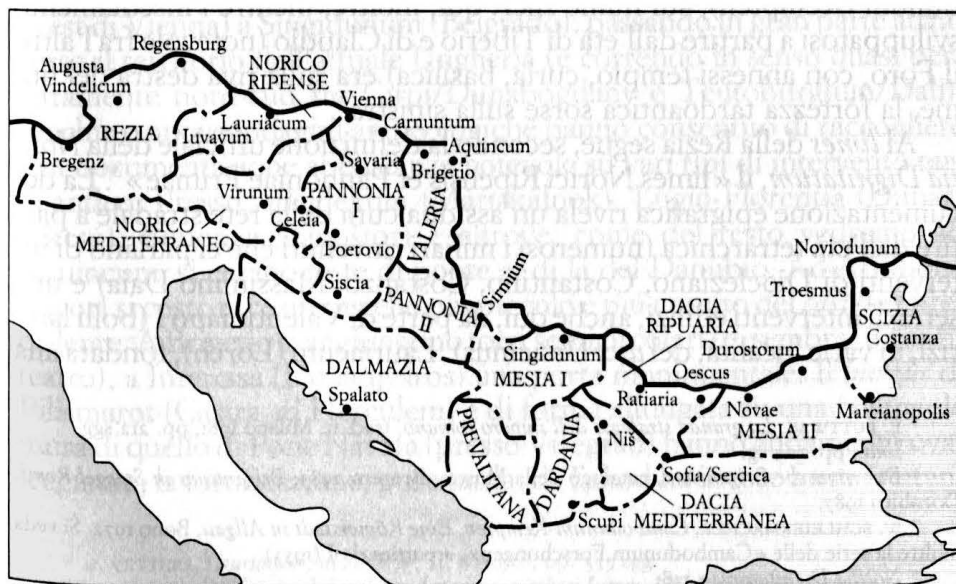 Regensburg
Augusta
Vindelicum
NORICO
RIPENSE
Vienna
Lauriacum
Carnuntum
REZIA
Iuvavum
Savaria
Aquincum
Brigetio
Bregenz
Virunum
PANNONIA
I
Celeia
VALERIA
NORICO
MEDITERRANEO
Poetovio
Noviodunum
Siscia
Sirmium
Troesmus
PANNONIA
II
DACIA
RIPUARIA
SCIZIA
Costanza
DALMAZIA
Singidunum
Durostorum
MESIA I
Oescus
Spalato
Ratiaria
Novae
Marcianopolis
MESIA II
PREVALITANA
DARDANIA
Niš
Sofia/Serdica
Scupi
DACIA
MEDITERRANEA